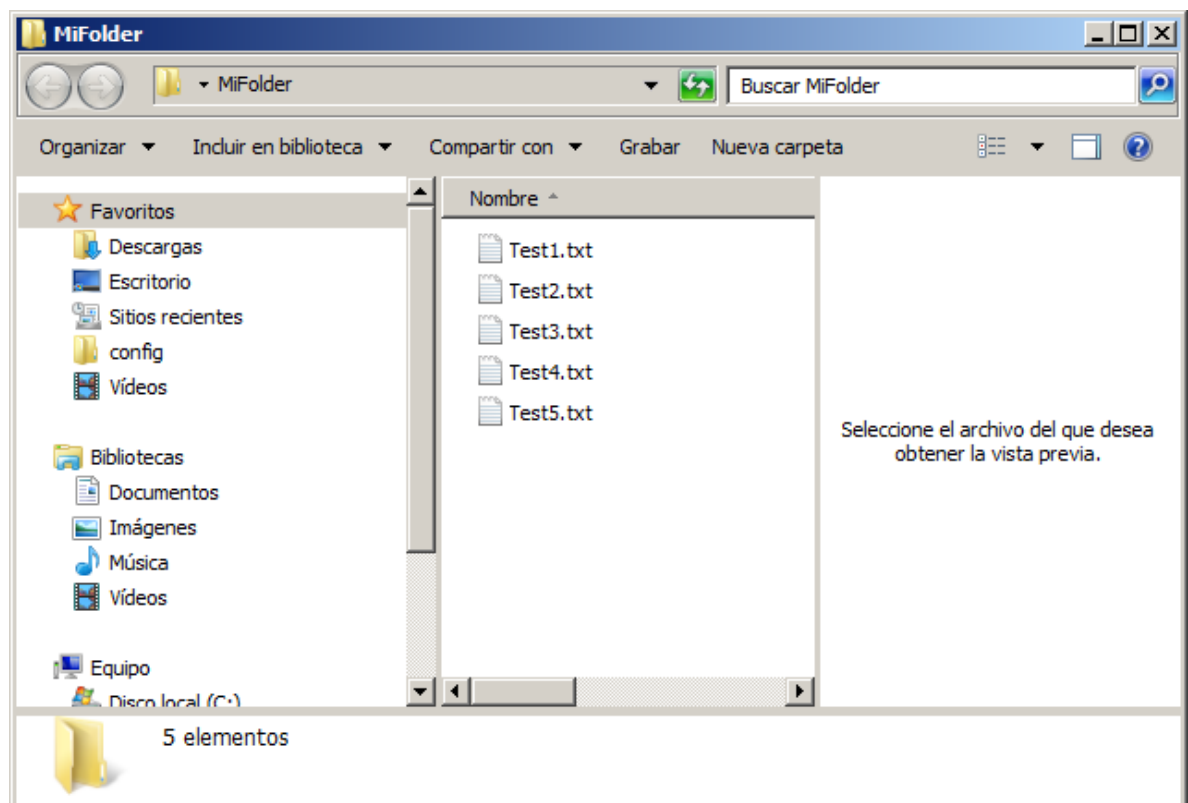 MiFolder
MiFolder
Buscar MiFolder
Organizar
Incluir en biblioteca
Compartir con
Grabar
Nueva carpeta
Favoritos
Descargas
Escritorio
Sitios recientes
config
Vídeos
Bibliotecas
Documentos
Imágenes
Música
Vídeos
Equipo
Disco local (C:)
Nombre
Test1.txt
Test2.txt
Test3.txt
Test4.txt
Test5.txt
Seleccione el archivo del que desea
obtener la vista previa.
5 elementos